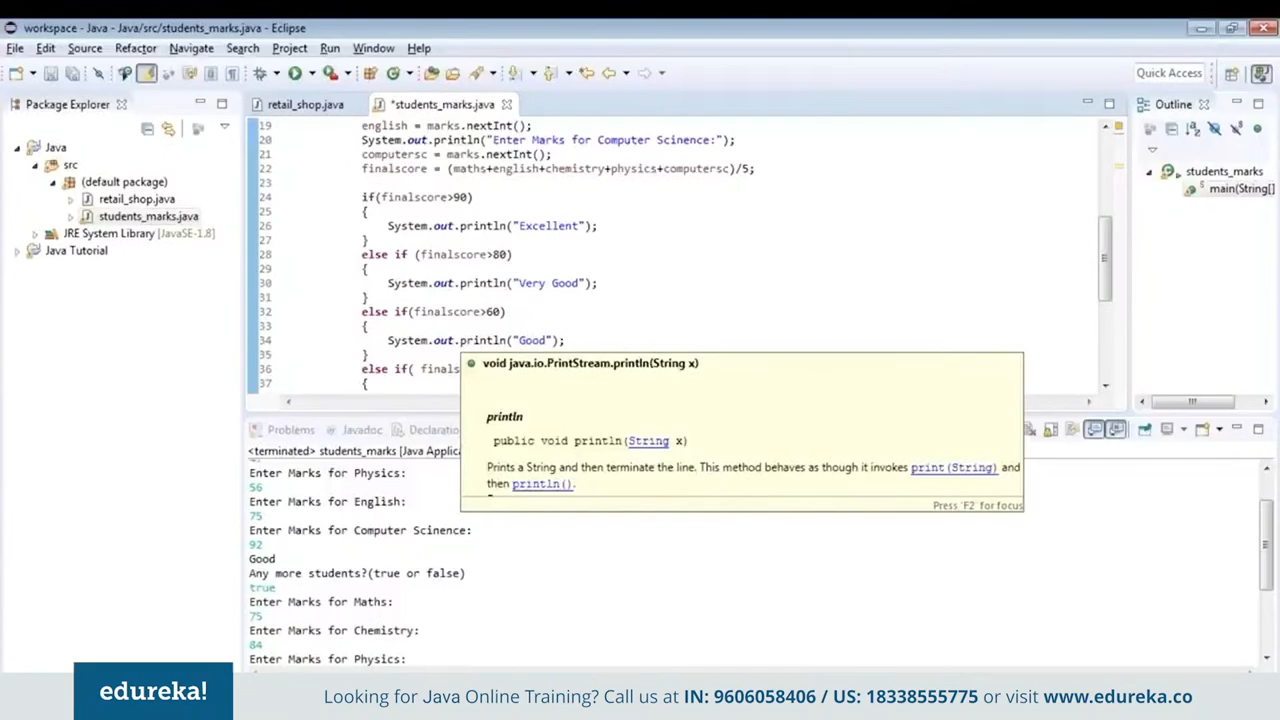 workspace - Java - Java/src/students_marks.java - Eclipse
File Edit Source Refactor Navigate Search Project Run Window Help
Quick Access
Package Explorer
Java
src
(default package)
retail_shop.java
students_marks.java
JRE System Library [JavaSE-1.8]
Java Tutorial
retail_shop.java *students_marks.java
19 english = marks.nextInt();
20 System.out.println("Enter Marks for Computer Scinence:");
21 computersc = marks.nextInt();
22 finalscore = (maths+english+chemistry+physics+computersc)/5;
23
24 if(finalscore>90)
25 {
26 System.out.println("Excellent");
27 }
28 else if (finalscore>80)
29 {
30 System.out.println("Very Good");
31 }
32 else if(finalscore>60)
33 {
34 System.out.println("Good");
35 }
36 else if( finals
37 {
void java.io.PrintStream.println(String x)
println
public void println(String x)
Prints a String and then terminate the line. This method behaves as though it invokes print(String) and
then println().
Press 'F2' for focus
Outline
students_marks
main(String[]
Problems Javadoc Declaratio
<terminated> students_marks [Java Applic
Enter Marks for Physics:
56
Enter Marks for English:
75
Enter Marks for Computer Scinence:
92
Good
Any more students?(true or false)
true
Enter Marks for Maths:
75
Enter Marks for Chemistry:
84
Enter Marks for Physics:
edureka!
Looking for Java Online Training? Call us at IN: 9606058406 / US: 18338555775 or visit www.edureka.co